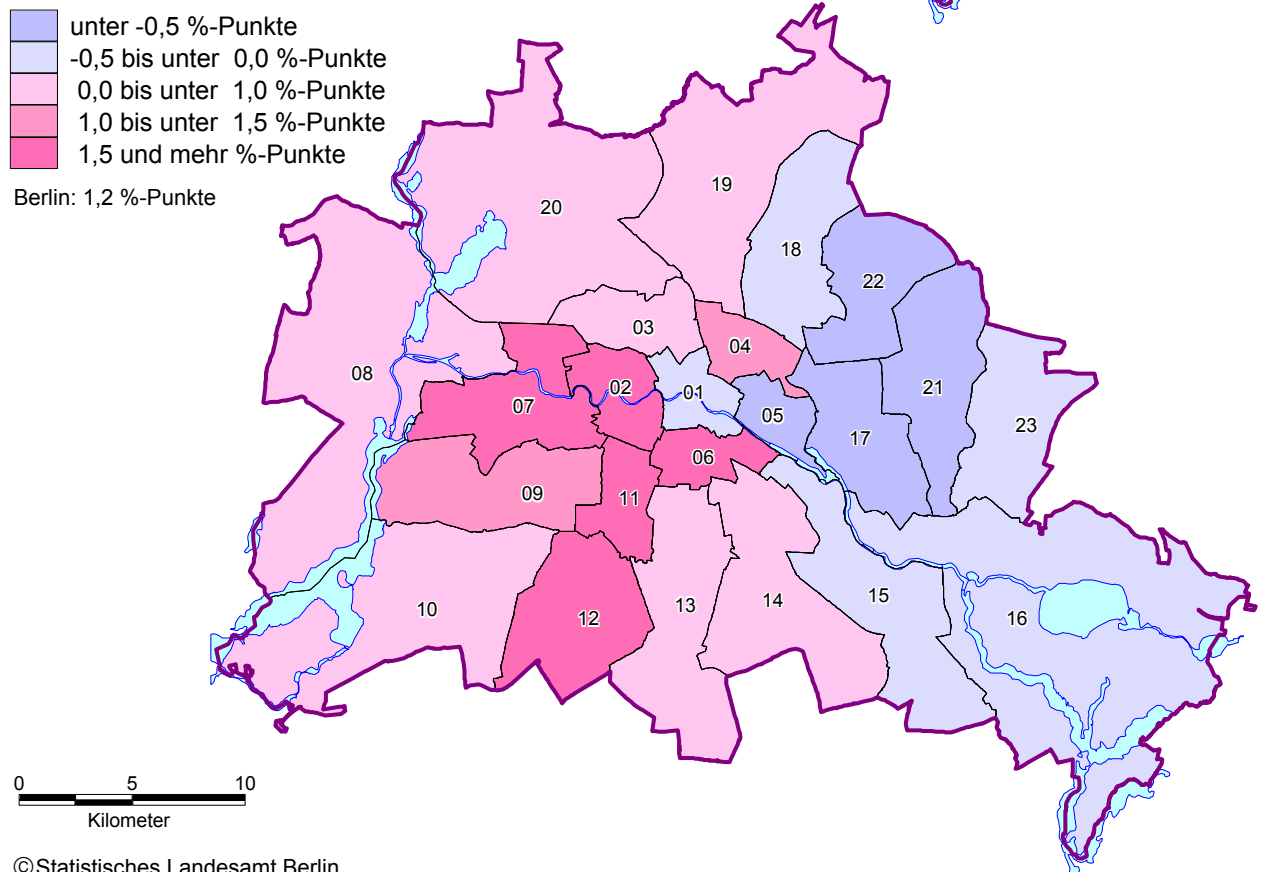 unter -0,5 %-Punkte
-0,5 bis unter 0,0 %-Punkte
0,0 bis unter 1,0 %-Punkte
1,0 bis unter 1,5 %-Punkte
1,5 und mehr %-Punkte
Berlin: 1,2 %-Punkte
19
20
18
22
03
04
08
02
01
21
07
05
23
17
06
09
11
15
13
14
10
12
16
0 5 10
Kilometer
©Statistisches Landesamt Berlin